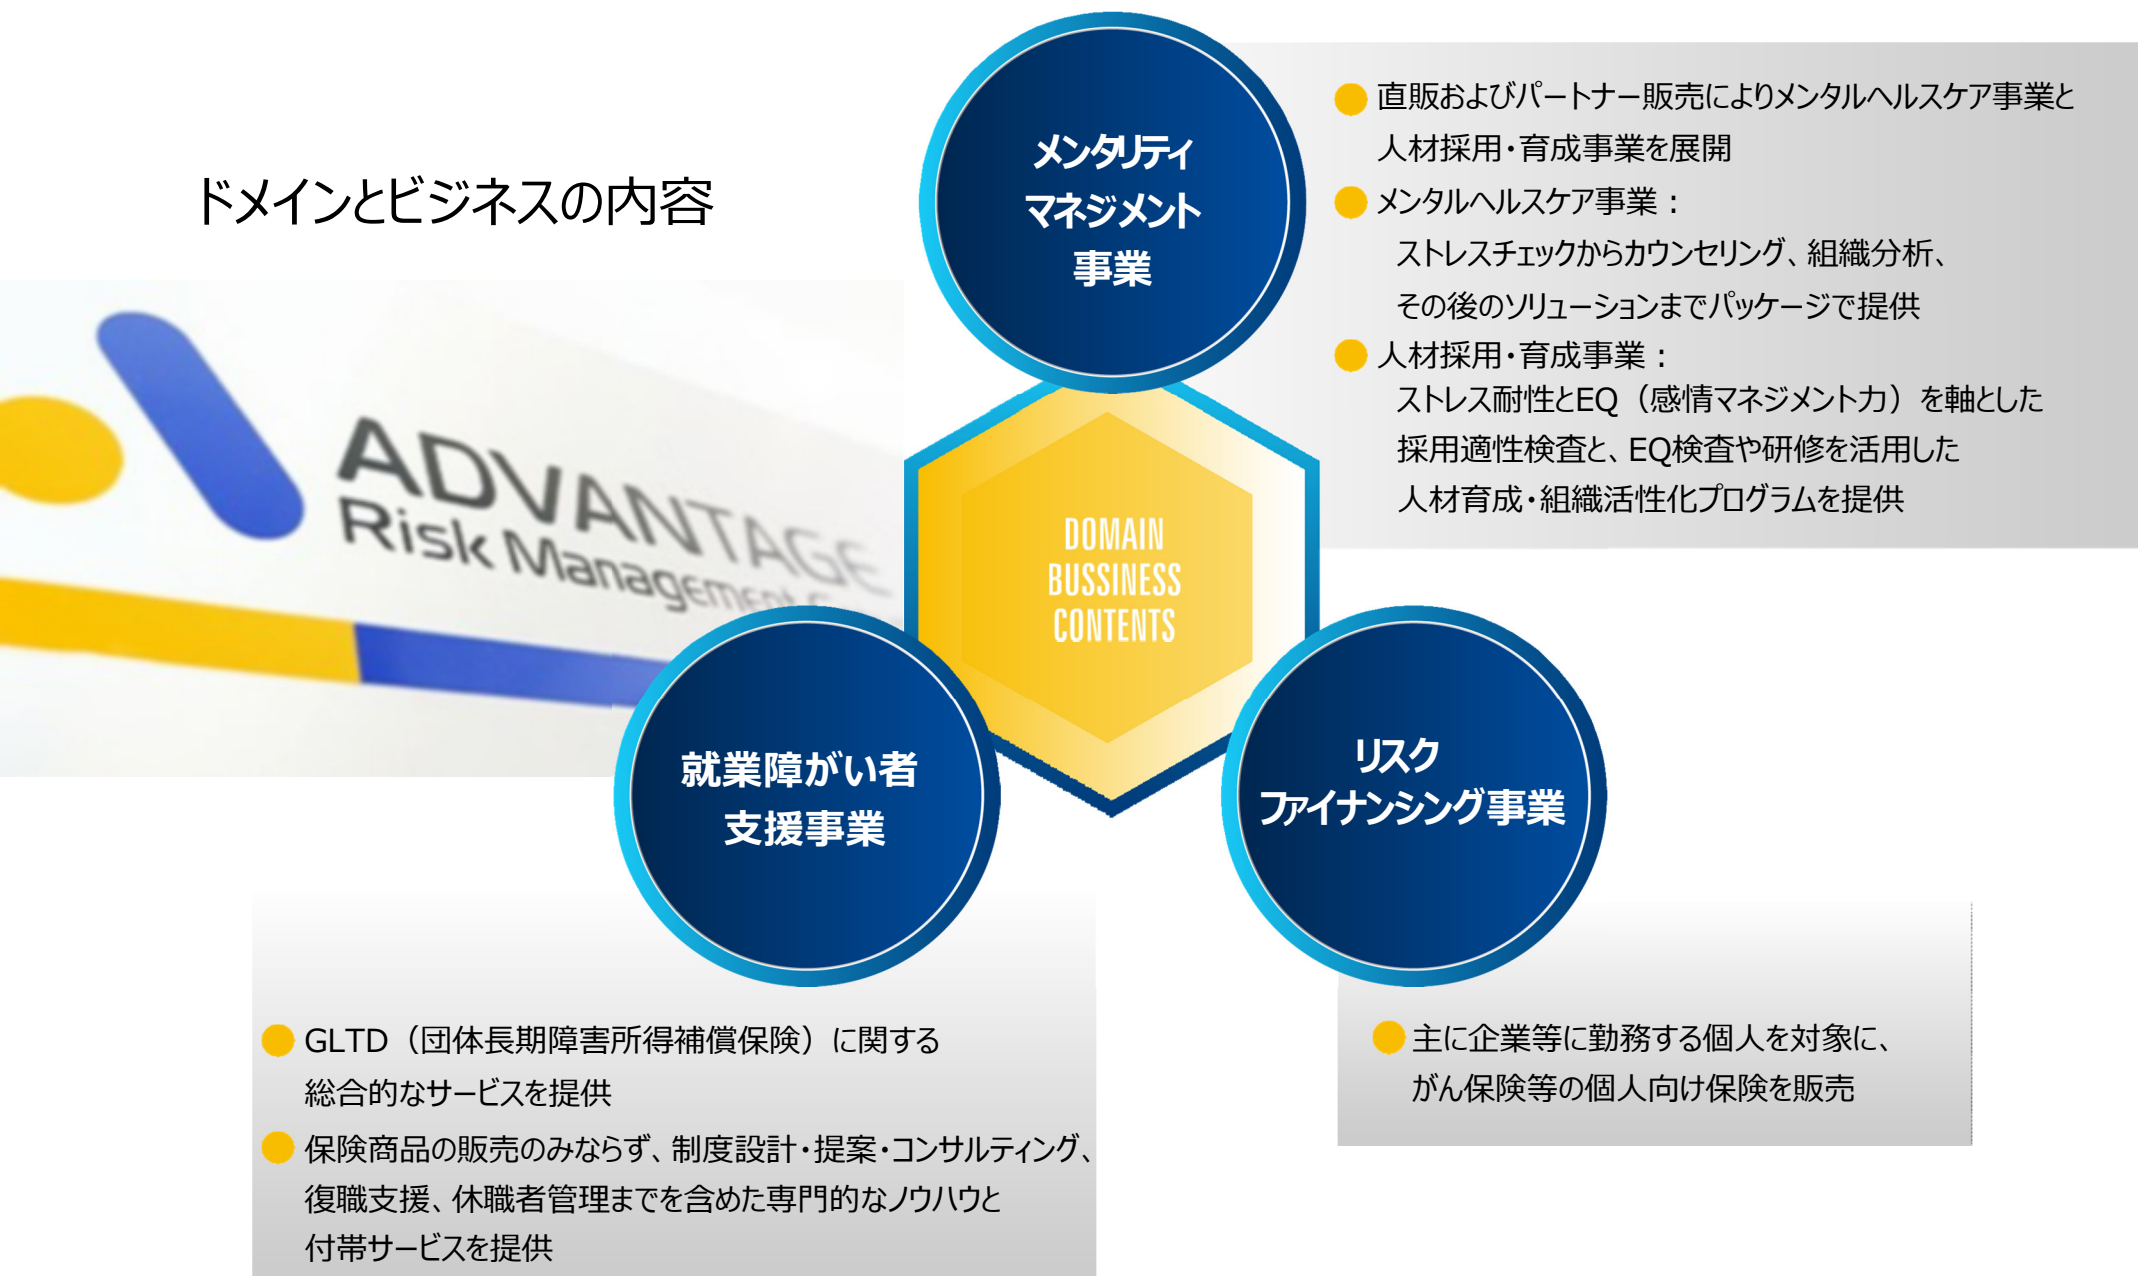 ドメインとビジネスの内容
ADVANTAGE
Risk Management
メンタリティ
マネジメント
事業
直販およびパートナー販売によりメンタルヘルスケア事業と
人材採用・育成事業を展開
メンタルヘルスケア事業：
ストレスチェックからカウンセリング、組織分析、
その後のソリューションまでパッケージで提供
人材採用・育成事業：
ストレス耐性とEQ（感情マネジメント力）を軸とした
採用適性検査と、EQ検査や研修を活用した
人材育成・組織活性化プログラムを提供
DOMAIN
BUSSINESS
CONTENTS
就業障がい者
支援事業
GLTD（団体長期障害所得補償保険）に関する
総合的なサービスを提供
保険商品の販売のみならず、制度設計・提案・コンサルティング、
復職支援、休職者管理までを含めた専門的なノウハウと
付帯サービスを提供
リスク
ファイナンシング事業
主に企業等に勤務する個人を対象に、
がん保険等の個人向け保険を販売